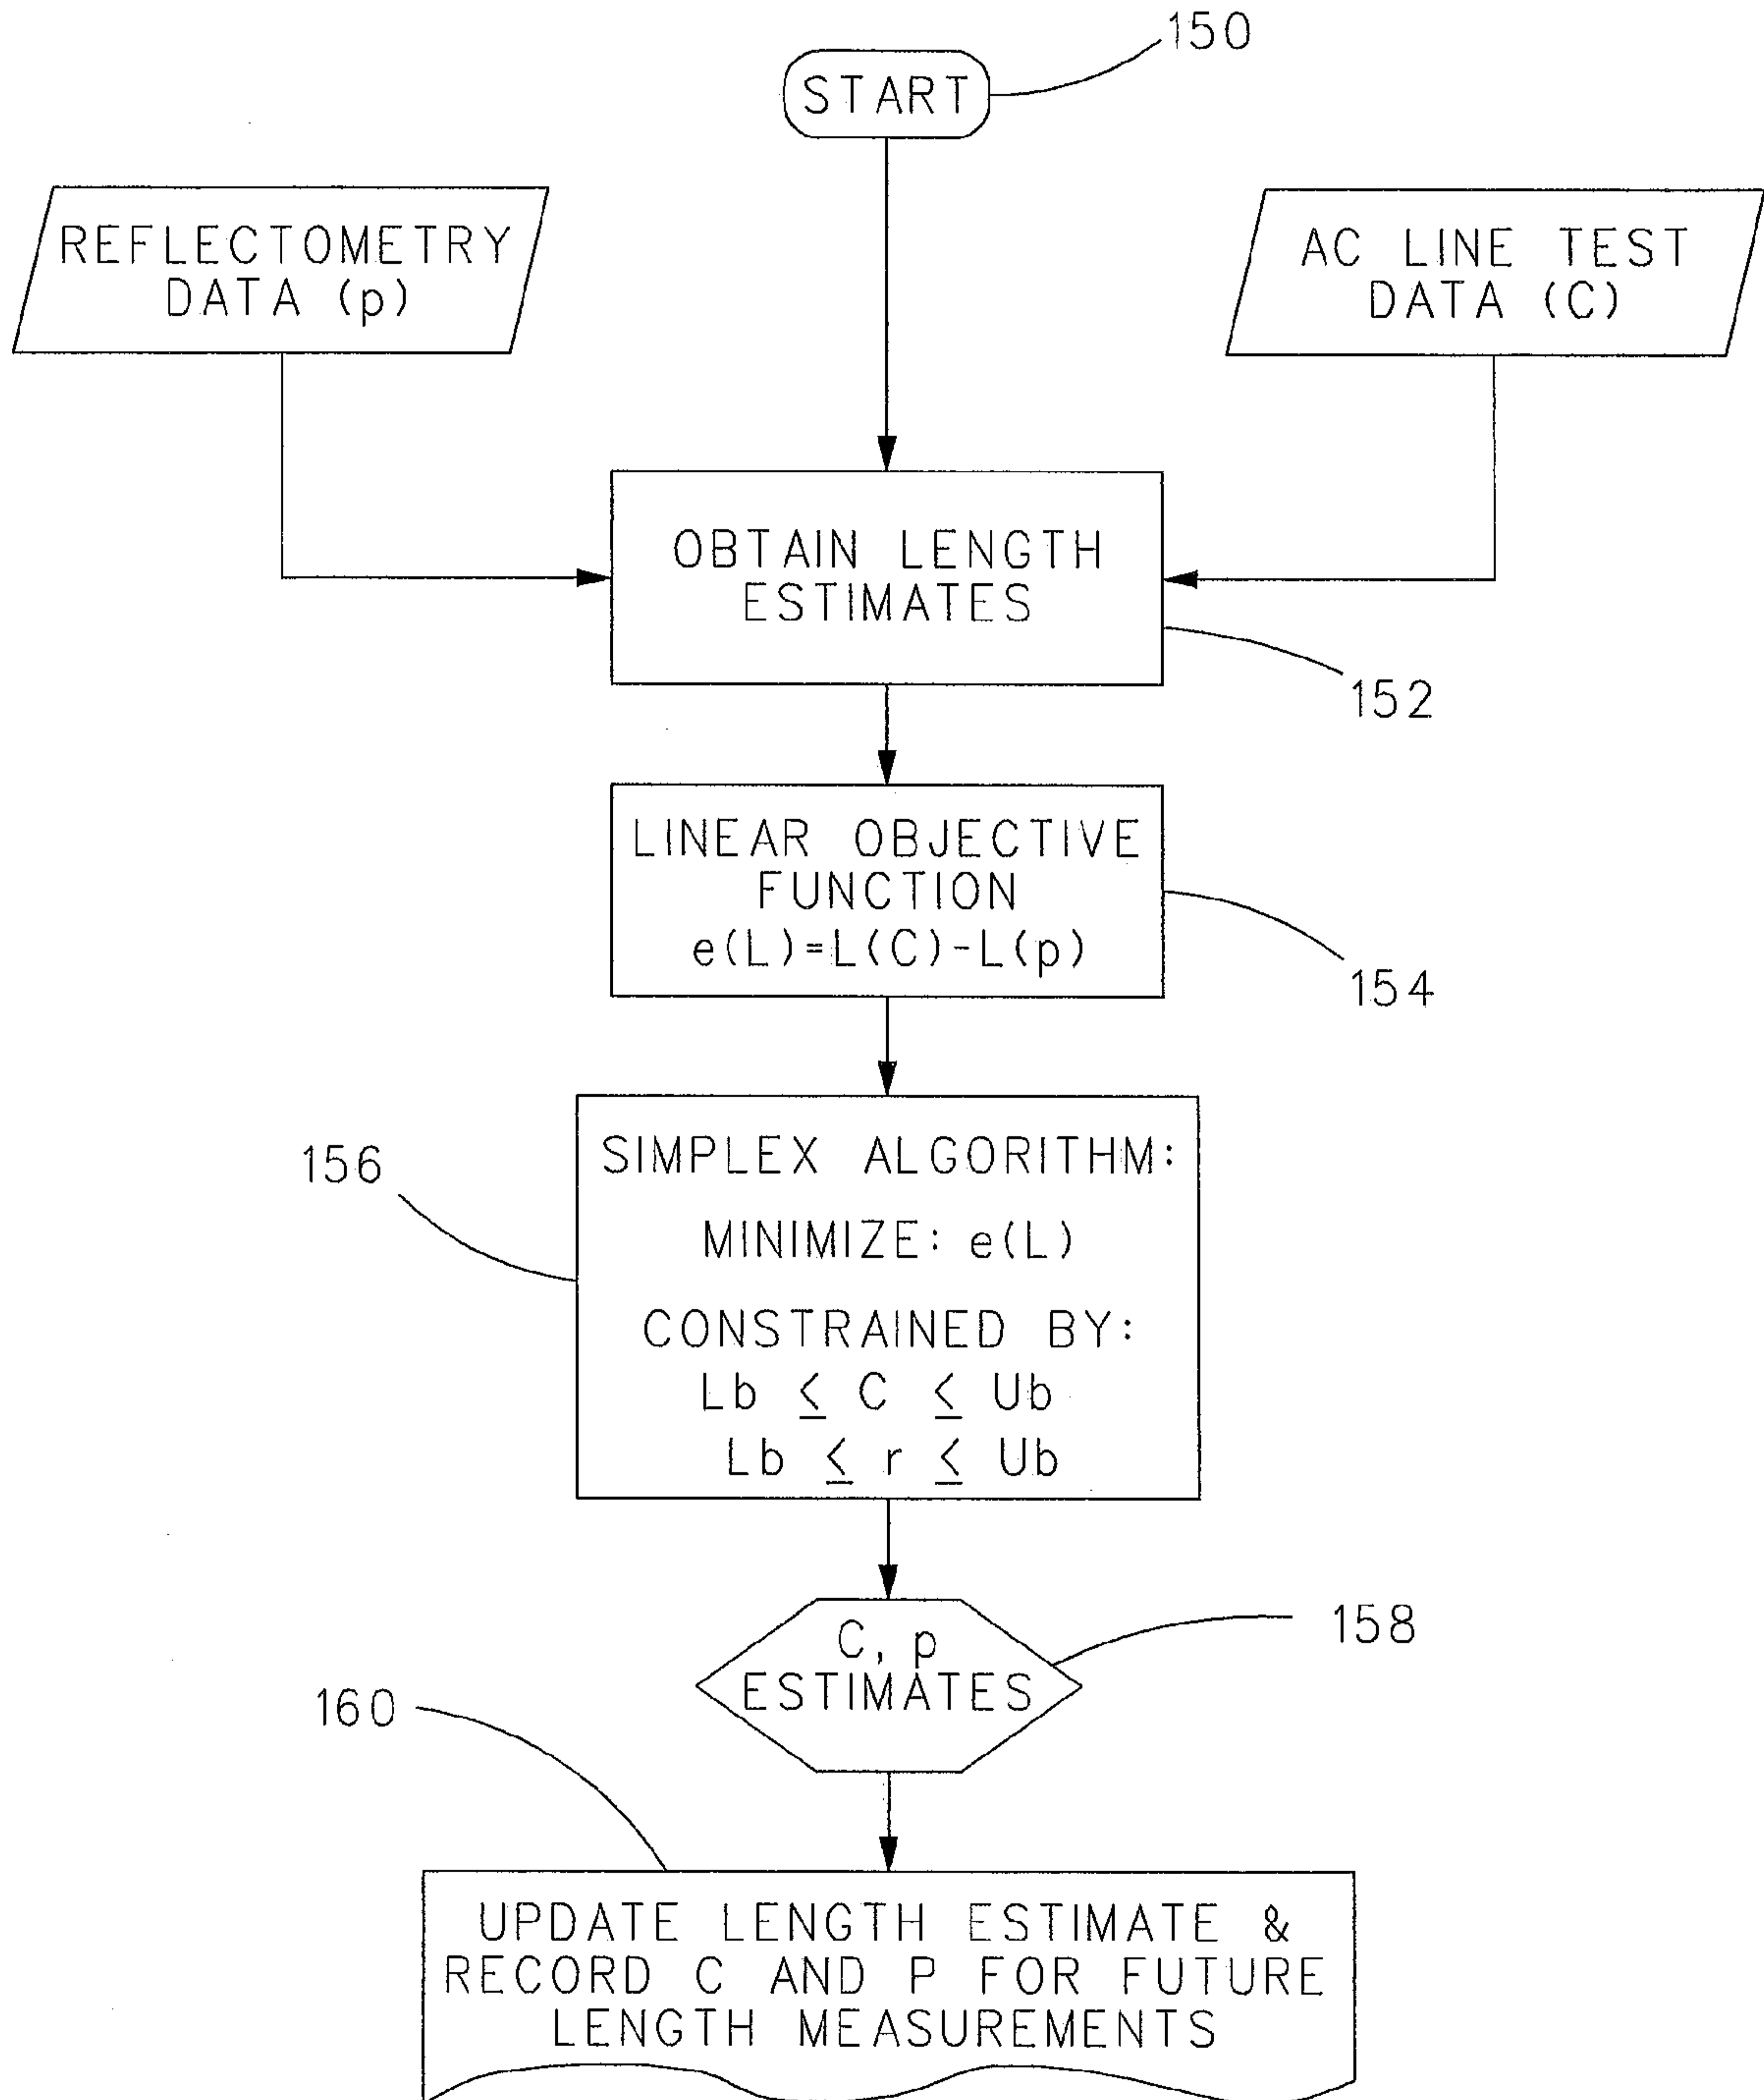 150
START
REFLECTOMETRY
DATA (p)
AC LINE TEST
DATA (C)
OBTAIN LENGTH
ESTIMATES
152
LINEAR OBJECTIVE
FUNCTION
e(L)=L(C)-L(p)
154
156
SIMPLEX ALGORITHM:
MINIMIZE: e(L)
CONSTRAINED BY:
Lb ≤ C ≤ Ub
Lb ≤ r ≤ Ub
C, p
ESTIMATES
158
160
UPDATE LENGTH ESTIMATE &
RECORD C AND P FOR FUTURE
LENGTH MEASUREMENTS